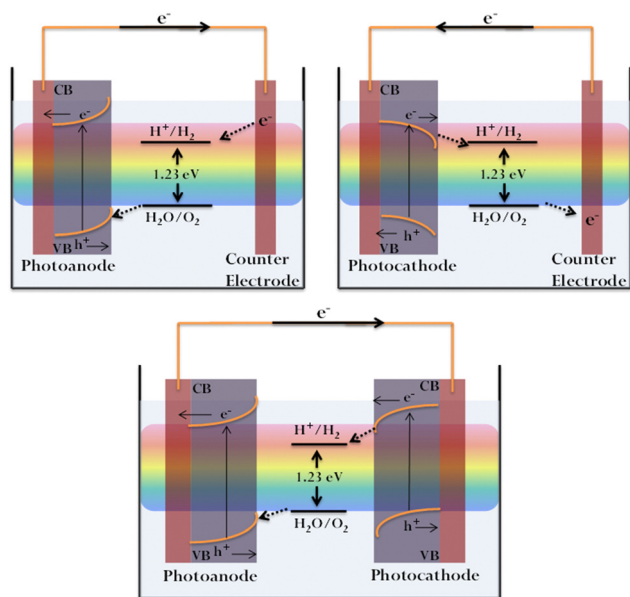 e-
CB
e-
H+/H2
e-
1.23 eV
H2O/O2
VB
h+
Photoanode
Counter
Electrode
e-
CB
e-
H+/H2
1.23 eV
H2O/O2
e-
VB
h+
Photocathode
Counter
Electrode
e-
CB
e-
H+/H2
1.23 eV
H2O/O2
VB
h+
Photoanode
CB
e-
h+
VB
Photocathode